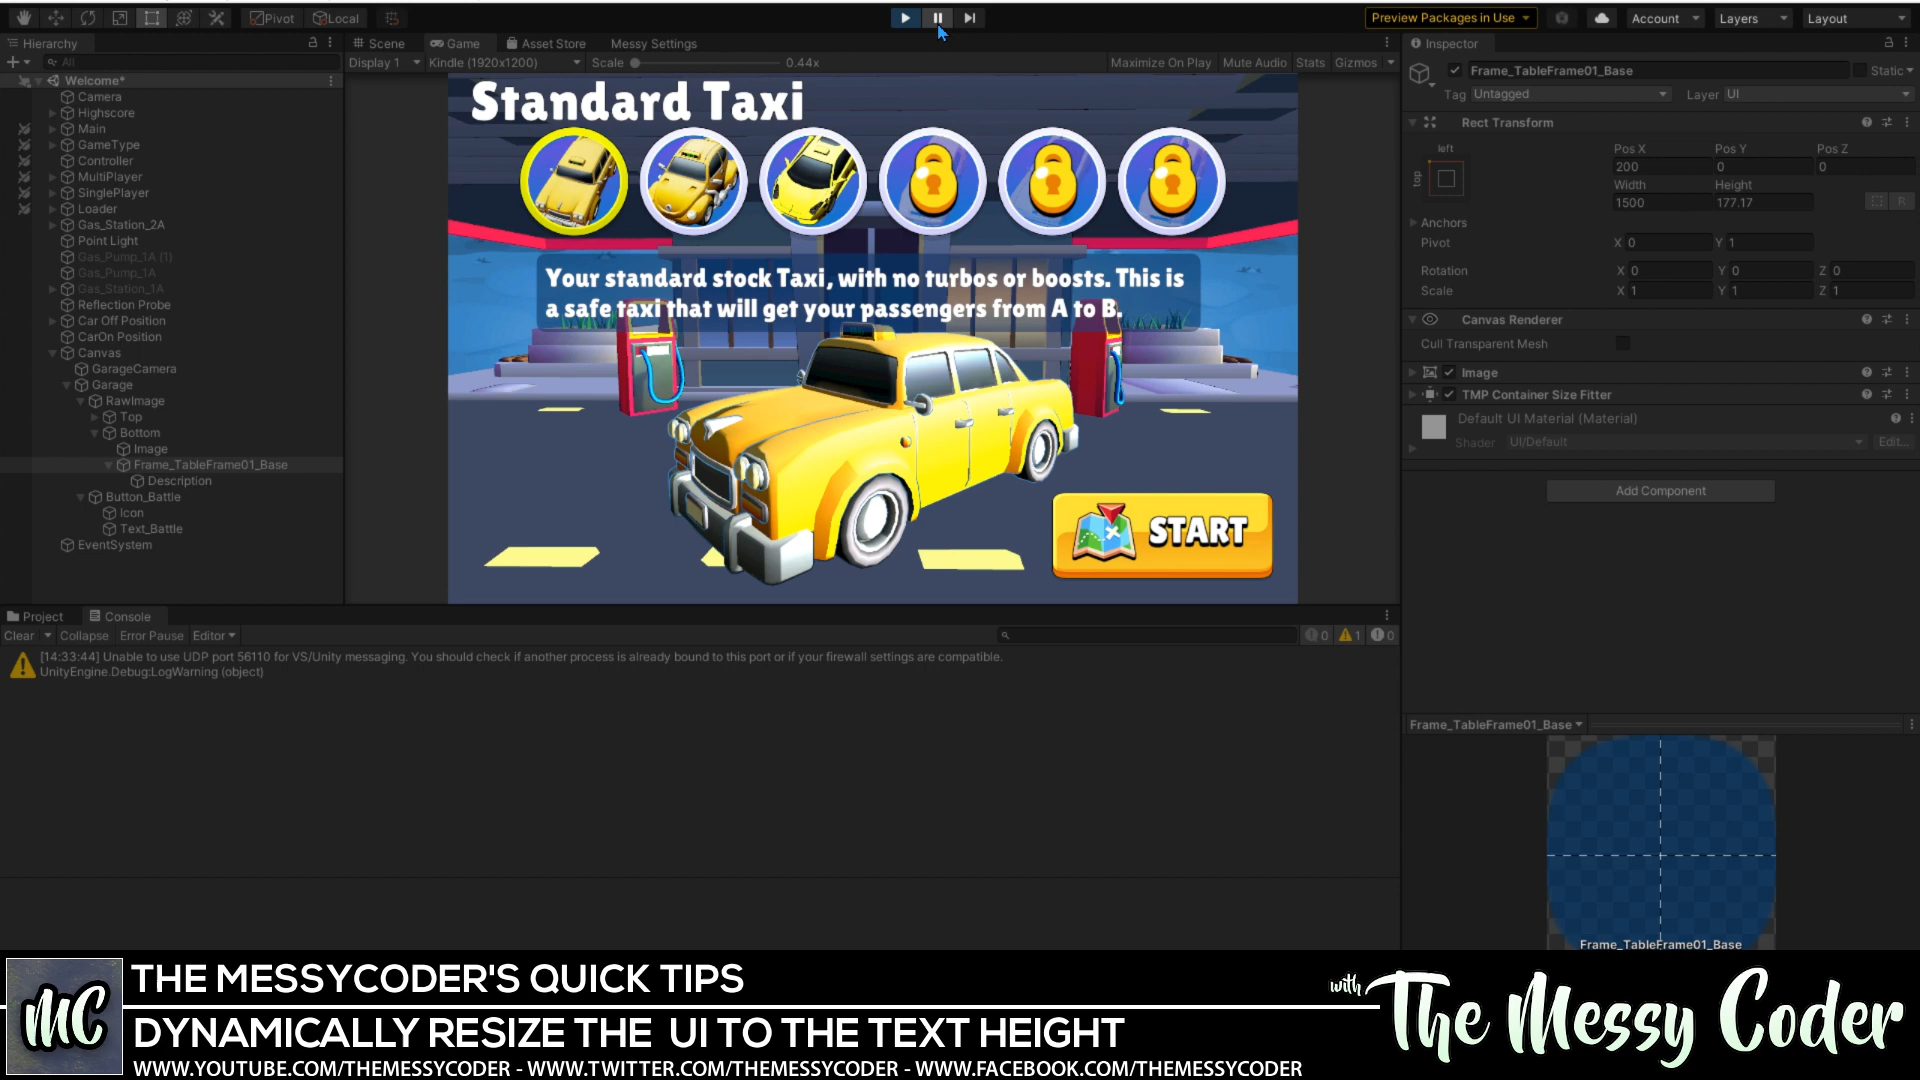 Pivot Local
Preview Packages in Use
Account
Layers
Layout
Hierarchy
All
Welcome*
Camera
Highscore
Main
GameType
Controller
MultiPlayer
SinglePlayer
Loader
Gas_Station_2A
Point Light
Gas_Pump_1A (1)
Gas_Pump_1A
Gas_Station_1A
Reflection Probe
Car Off Position
CarOn Position
Canvas
GarageCamera
Garage
RawImage
Top
Bottom
Image
Frame_TableFrame01_Base
Description
Button_Battle
Icon
Text_Battle
EventSystem
Scene Game Asset Store Messy Settings
Display 1 Kindle (1920x1200) Scale 0.44x Maximize On Play Mute Audio Stats Gizmos
Standard Taxi
Your standard stock Taxi, with no turbos or boosts. This is
a safe taxi that will get your passengers from A to B.
START
Inspector
Frame_TableFrame01_Base Static
Tag Untagged Layer UI
Rect Transform
left
top
Pos X Pos Y Pos Z
200 0 0
Width Height
1500 177.17
R
Anchors
Pivot X 0 Y 1
Rotation X 0 Y 0 Z 0
Scale X 1 Y 1 Z 1
Canvas Renderer
Cull Transparent Mesh
Image
TMP Container Size Fitter
Default UI Material (Material)
Shader UI/Default Edit...
Add Component
Project Console
Clear Collapse Error Pause Editor 0 1 0
[14:33:44] Unable to use UDP port 56110 for VS/Unity messaging. You should check if another process is already bound to this port or if your firewall settings are compatible.
UnityEngine.Debug:LogWarning (object)
Frame_TableFrame01_Base
Frame_TableFrame01_Base
MC
THE MESSYCODER'S QUICK TIPS
DYNAMICALLY RESIZE THE UI TO THE TEXT HEIGHT
WWW.YOUTUBE.COM/THEMESSYCODER - WWW.TWITTER.COM/THEMESSYCODER - WWW.FACEBOOK.COM/THEMESSYCODER
with The Messy Coder